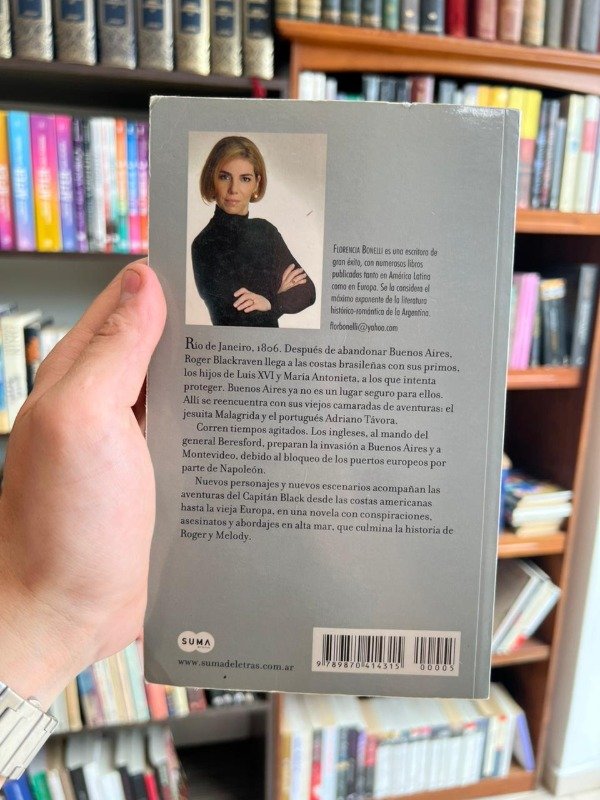 FLORENCIA BONELLI es una escritora de
gran éxito, con numerosos libros
publicados tanto en América Latina
como en Europa. Se la considera el
máximo exponente de la literatura
histórico-romántica de la Argentina.
florbonelli@yahoo.com
Río de Janeiro, 1806. Después de abandonar Buenos Aires,
Roger Blackraven llega a las costas brasileñas con sus primos,
los hijos de Luis XVI y María Antonieta, a los que intenta
proteger. Buenos Aires ya no es un lugar seguro para ellos.
Allí se reencuentra con sus viejos camaradas de aventuras: el
jesuita Malagrida y el portugués Adriano Távora.
Corren tiempos agitados. Los ingleses, al mando del
general Beresford, preparan la invasión a Buenos Aires y a
Montevideo, debido al bloqueo de los puertos europeos por
parte de Napoleón.
Nuevos personajes y nuevos escenarios acompañan las
aventuras del Capitán Black desde las costas americanas
hasta la vieja Europa, en una novela con conspiraciones,
asesinatos y abordajes en alta mar, que culmina la historia de
Roger y Melody.
SUMA
www.sumadeletras.com.ar
9 789870 414315
00005